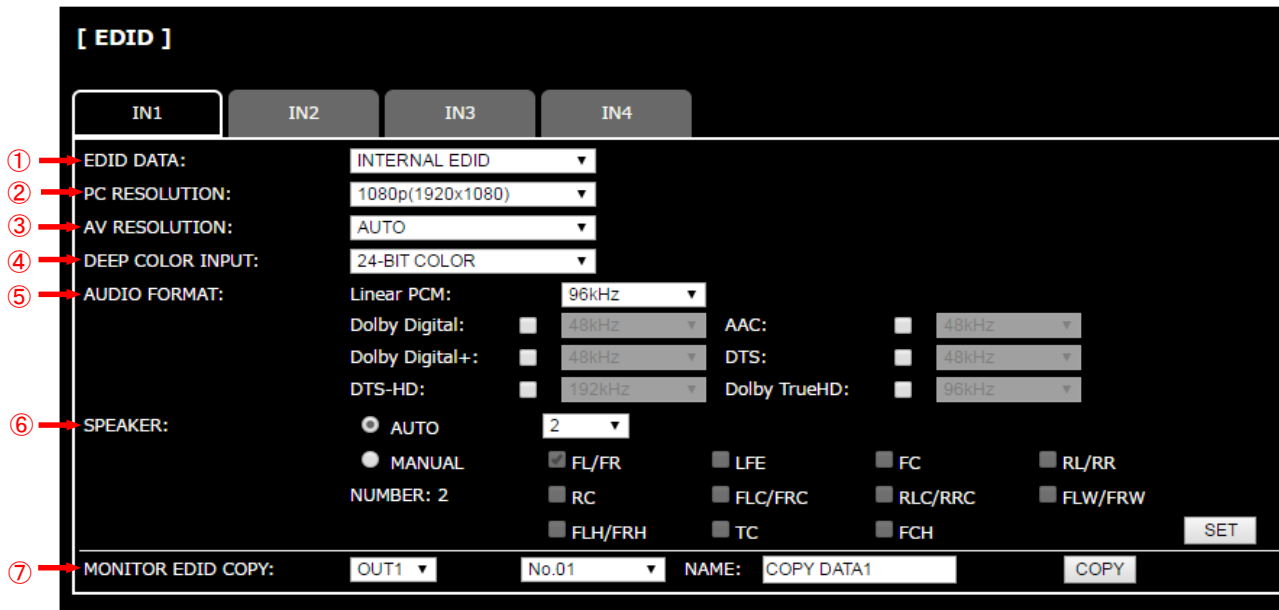 [ EDID ]
IN1 IN2 IN3 IN4
① EDID DATA: INTERNAL EDID
② PC RESOLUTION: 1080p(1920x1080)
③ AV RESOLUTION: AUTO
④ DEEP COLOR INPUT: 24-BIT COLOR
⑤ AUDIO FORMAT: Linear PCM: 96kHz
Dolby Digital: 48kHz AAC: 48kHz
Dolby Digital+: 48kHz DTS: 48kHz
DTS-HD: 192kHz Dolby TrueHD: 96kHz
⑥ SPEAKER: AUTO 2
MANUAL FL/FR LFE FC RL/RR
NUMBER: 2 RC FLC/FRC RLC/RRC FLW/FRW
FLH/FRH TC FCH SET
⑦ MONITOR EDID COPY: OUT1 No.01 NAME: COPY DATA1 COPY